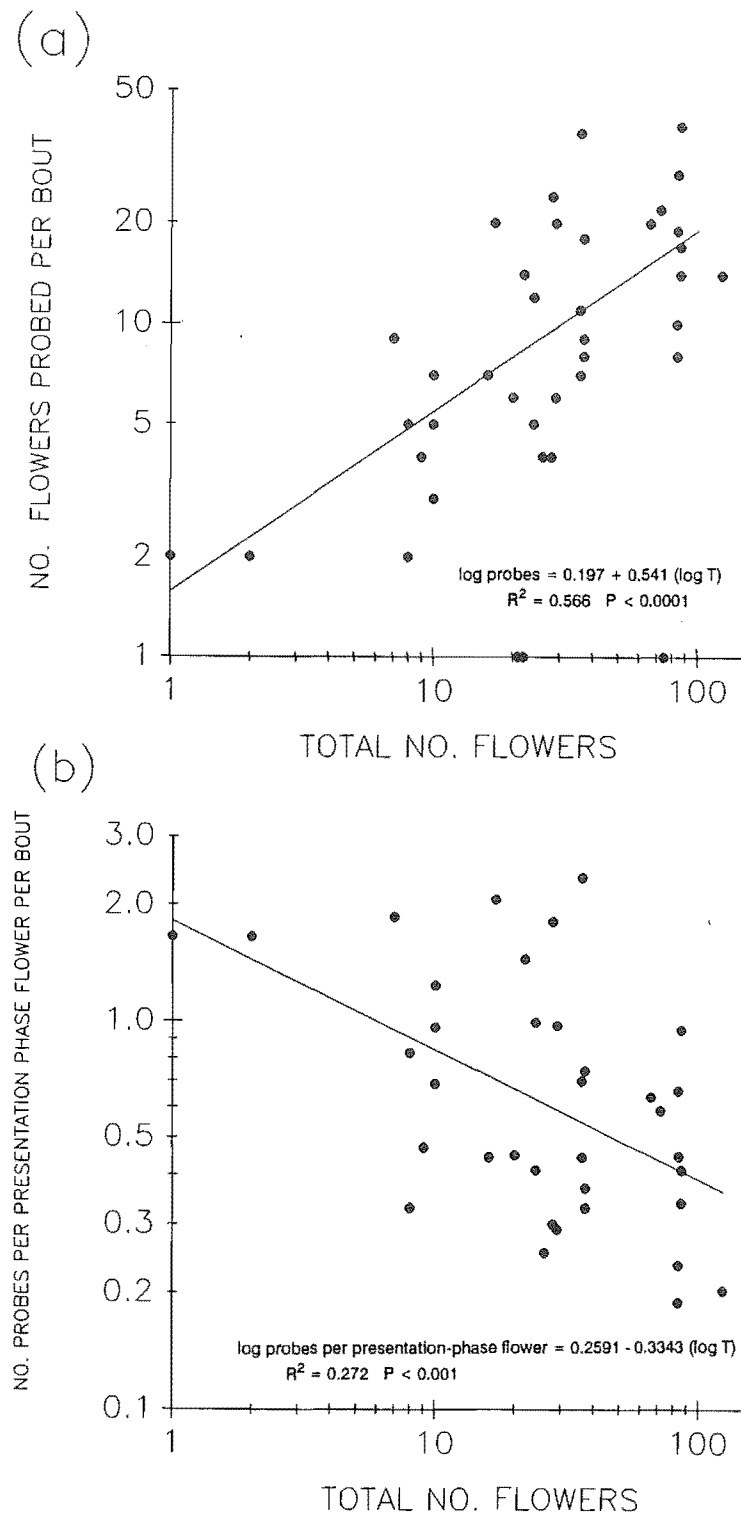 (a)
NO. FLOWERS PROBED PER BOUT
50
20
10
5
2
1
log probes = 0.197 + 0.541 (log T)
R² = 0.566 P < 0.0001
1 10 100
TOTAL NO. FLOWERS
(b)
NO. PROBES PER PRESENTATION PHASE FLOWER PER BOUT
3.0
2.0
1.0
0.5
0.3
0.2
0.1
log probes per presentation-phase flower = 0.2591 - 0.3343 (log T)
R² = 0.272 P < 0.001
1 10 100
TOTAL NO. FLOWERS